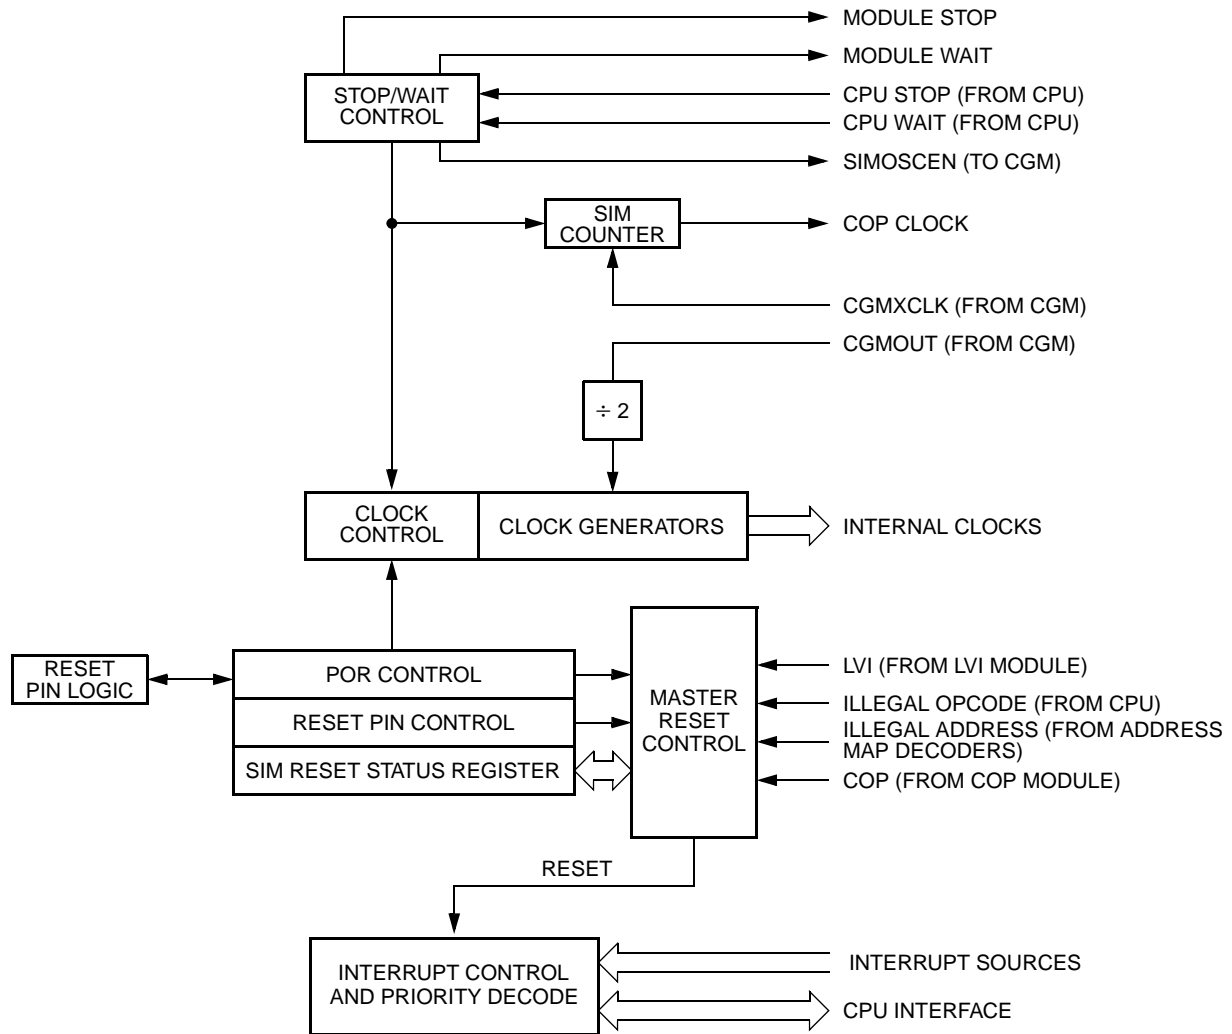 MODULE STOP
MODULE WAIT
STOP/WAIT
CONTROL
CPU STOP (FROM CPU)
CPU WAIT (FROM CPU)
SIMOSCEN (TO CGM)
SIM
COUNTER
COP CLOCK
CGMXCLK (FROM CGM)
CGMOUT (FROM CGM)
÷ 2
CLOCK
CONTROL
CLOCK GENERATORS
INTERNAL CLOCKS
RESET
PIN LOGIC
POR CONTROL
RESET PIN CONTROL
SIM RESET STATUS REGISTER
MASTER
RESET
CONTROL
LVI (FROM LVI MODULE)
ILLEGAL OPCODE (FROM CPU)
ILLEGAL ADDRESS (FROM ADDRESS
MAP DECODERS)
COP (FROM COP MODULE)
RESET
INTERRUPT CONTROL
AND PRIORITY DECODE
INTERRUPT SOURCES
CPU INTERFACE